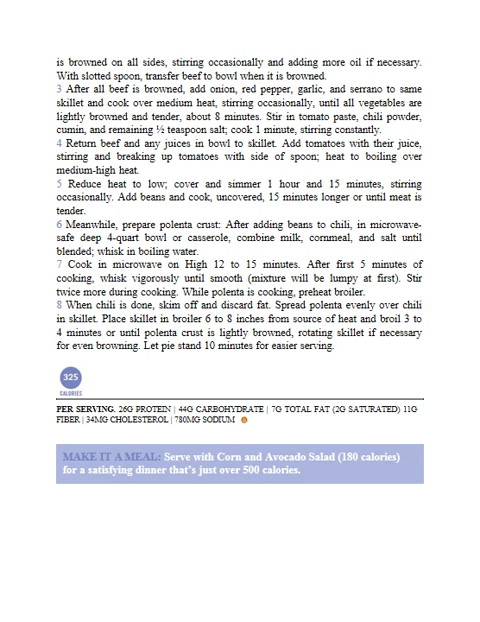 is browned on all sides, stirring occasionally and adding more oil if necessary.
With slotted spoon, transfer beef to bowl when it is browned.
3 After all beef is browned, add onion, red pepper, garlic, and serrano to same
skillet and cook over medium heat, stirring occasionally, until all vegetables are
lightly browned and tender, about 8 minutes. Stir in tomato paste, chili powder,
cumin, and remaining ½ teaspoon salt; cook 1 minute, stirring constantly.
4 Return beef and any juices in bowl to skillet. Add tomatoes with their juice,
stirring and breaking up tomatoes with side of spoon; heat to boiling over
medium-high heat.
5 Reduce heat to low; cover and simmer 1 hour and 15 minutes, stirring
occasionally. Add beans and cook, uncovered, 15 minutes longer or until meat is
tender.
6 Meanwhile, prepare polenta crust: After adding beans to chili, in microwave-
safe deep 4-quart bowl or casserole, combine milk, cornmeal, and salt until
blended; whisk in boiling water.
7 Cook in microwave on High 12 to 15 minutes. After first 5 minutes of
cooking, whisk vigorously until smooth (mixture will be lumpy at first). Stir
twice more during cooking. While polenta is cooking, preheat broiler.
8 When chili is done, skim off and discard fat. Spread polenta evenly over chili
in skillet. Place skillet in broiler 6 to 8 inches from source of heat and broil 3 to
4 minutes or until polenta crust is lightly browned, rotating skillet if necessary
for even browning. Let pie stand 10 minutes for easier serving.
325
CALORIES
PER SERVING. 26G PROTEIN | 44G CARBOHYDRATE | 7G TOTAL FAT (2G SATURATED) 11G
FIBER | 34MG CHOLESTEROL | 780MG SODIUM
MAKE IT A MEAL: Serve with Corn and Avocado Salad (180 calories)
for a satisfying dinner that’s just over 500 calories.